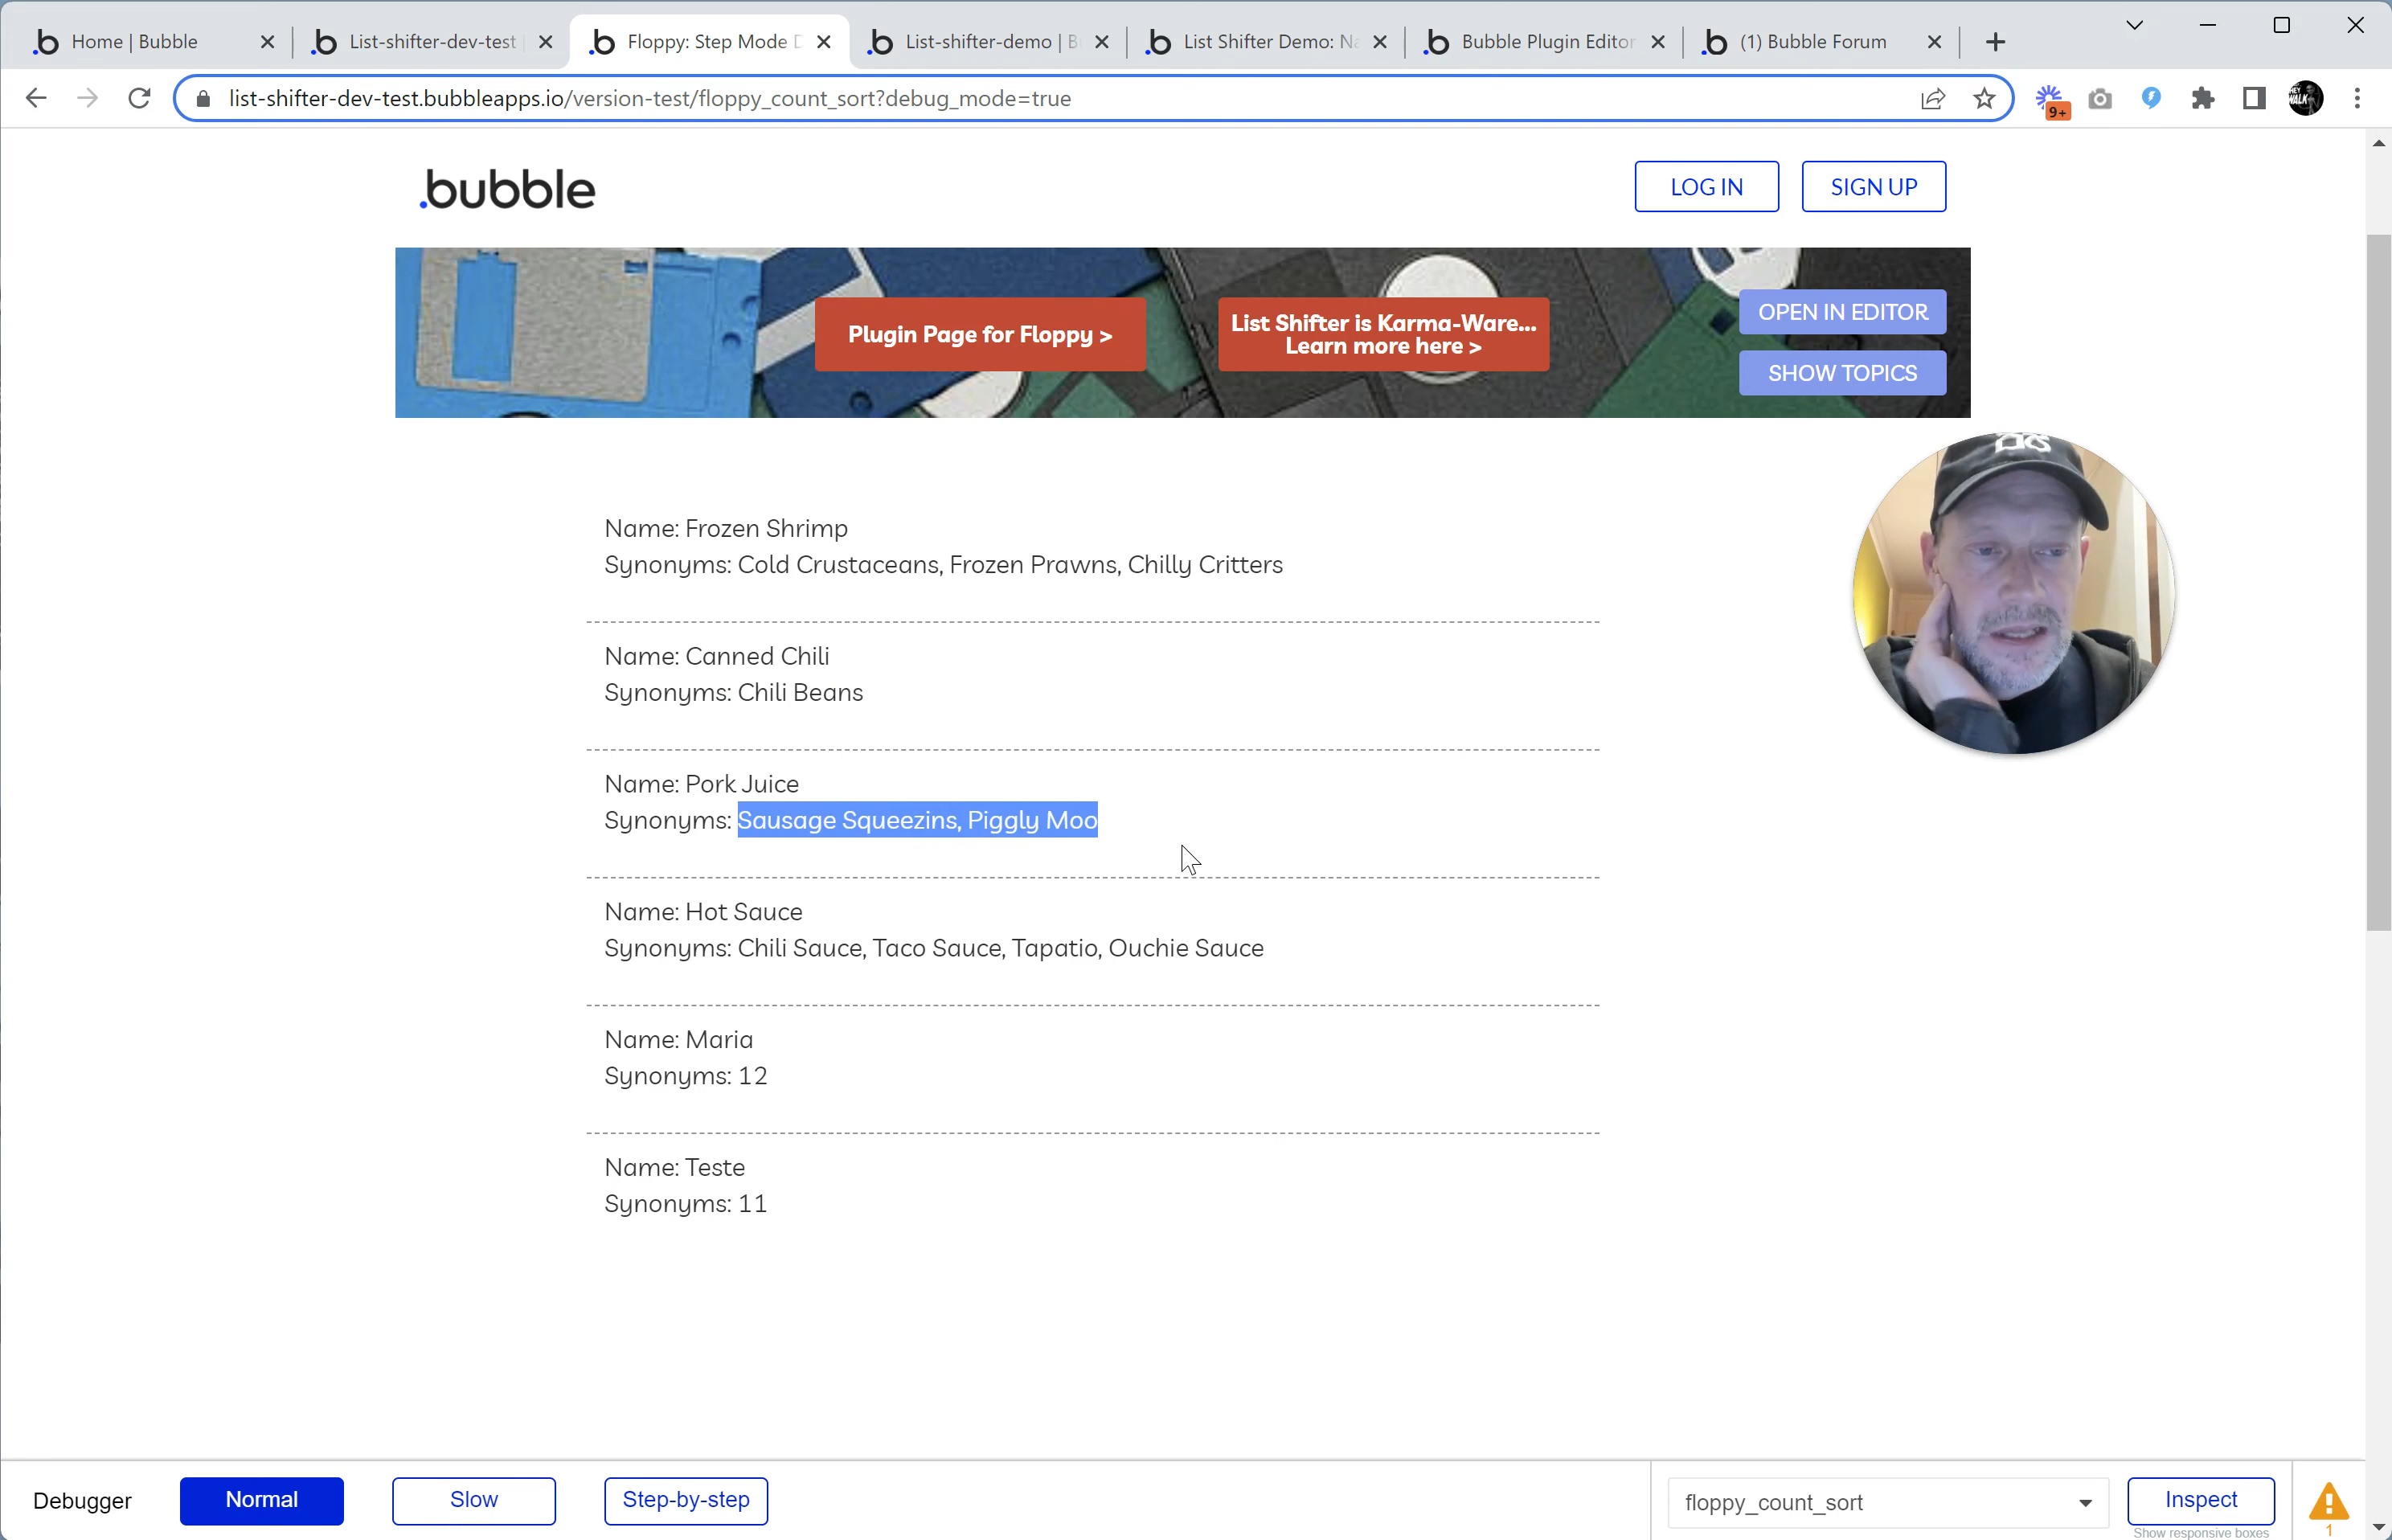 Home | Bubble
List-shifter-dev-test
Floppy: Step Mode
List-shifter-demo |
List Shifter Demo:
Bubble Plugin Editor
(1) Bubble Forum
list-shifter-dev-test.bubbleapps.io/version-test/floppy_count_sort?debug_mode=true
9+
.bubble
LOG IN
SIGN UP
Plugin Page for Floppy >
List Shifter is Karma-Ware...
Learn more here >
OPEN IN EDITOR
SHOW TOPICS
Name: Frozen Shrimp
Synonyms: Cold Crustaceans, Frozen Prawns, Chilly Critters
Name: Canned Chili
Synonyms: Chili Beans
Name: Pork Juice
Synonyms: Sausage Squeezins, Piggly Moo
Name: Hot Sauce
Synonyms: Chili Sauce, Taco Sauce, Tapatio, Ouchie Sauce
Name: Maria
Synonyms: 12
Name: Teste
Synonyms: 11
Debugger
Normal
Slow
Step-by-step
floppy_count_sort
Inspect
Show responsive boxes
1